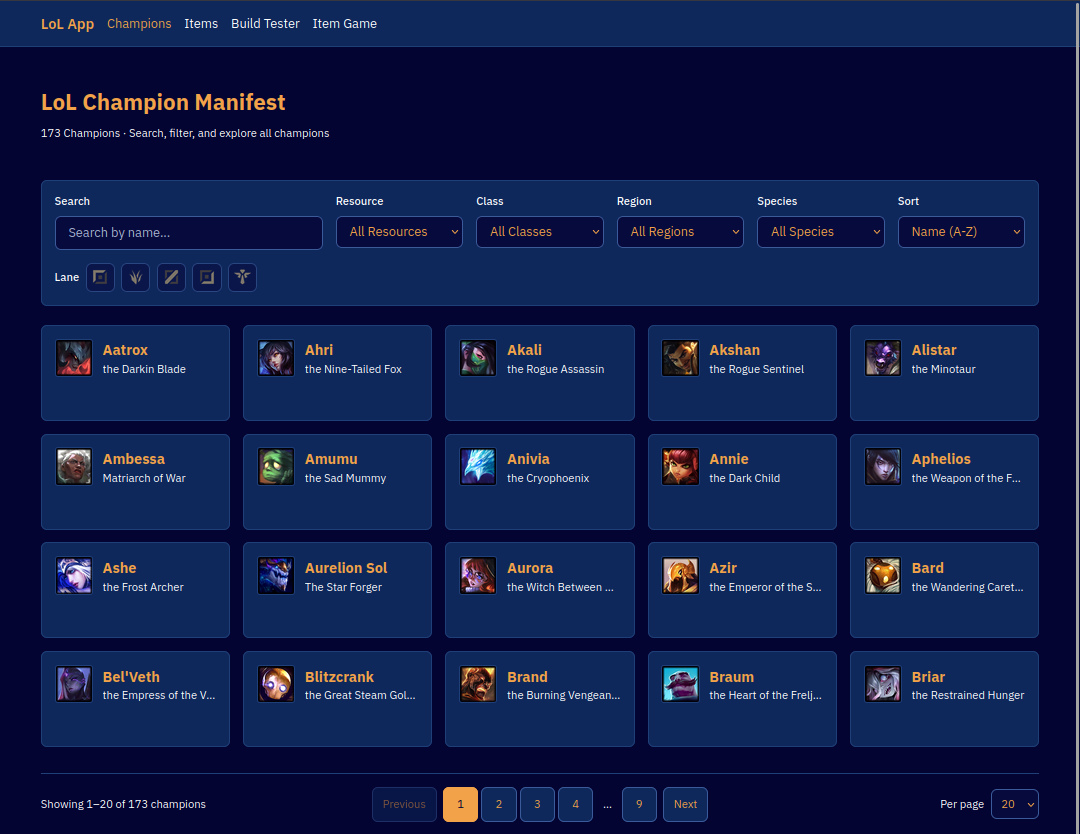 LoL App Champions Items Build Tester Item Game
LoL Champion Manifest
173 Champions · Search, filter, and explore all champions
Search Resource Class Region Species Sort
Search by name... All Resources All Classes All Regions All Species Name (A-Z)
Lane
Aatrox Ahri Akali Akshan Alistar
the Darkin Blade the Nine-Tailed Fox the Rogue Assassin the Rogue Sentinel the Minotaur
Ambessa Amumu Anivia Annie Aphelios
Matriarch of War the Sad Mummy the Cryophoenix the Dark Child the Weapon of the F...
Ashe Aurelion Sol Aurora Azir Bard
the Frost Archer The Star Forger the Witch Between ... the Emperor of the S... the Wandering Caret...
Bel'Veth Blitzcrank Brand Braum Briar
the Empress of the V... the Great Steam Gol... the Burning Vengean... the Heart of the Frelj... the Restrained Hunger
Showing 1–20 of 173 champions Previous 1 2 3 4 ... 9 Next Per page 20